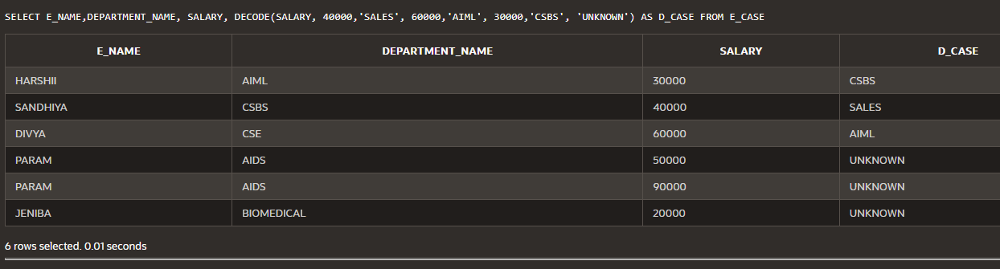 SELECT E_NAME,DEPARTMENT_NAME, SALARY, DECODE(SALARY, 40000,'SALES', 60000,'AIML', 30000,'CSBS', 'UNKNOWN') AS D_CASE FROM E_CASE
E_NAME DEPARTMENT_NAME SALARY D_CASE
HARSHII AIML 30000 CSBS
SANDHIYA CSBS 40000 SALES
DIVYA CSE 60000 AIML
PARAM AIDS 50000 UNKNOWN
PARAM AIDS 90000 UNKNOWN
JENIBA BIOMEDICAL 20000 UNKNOWN
6 rows selected. 0.01 seconds